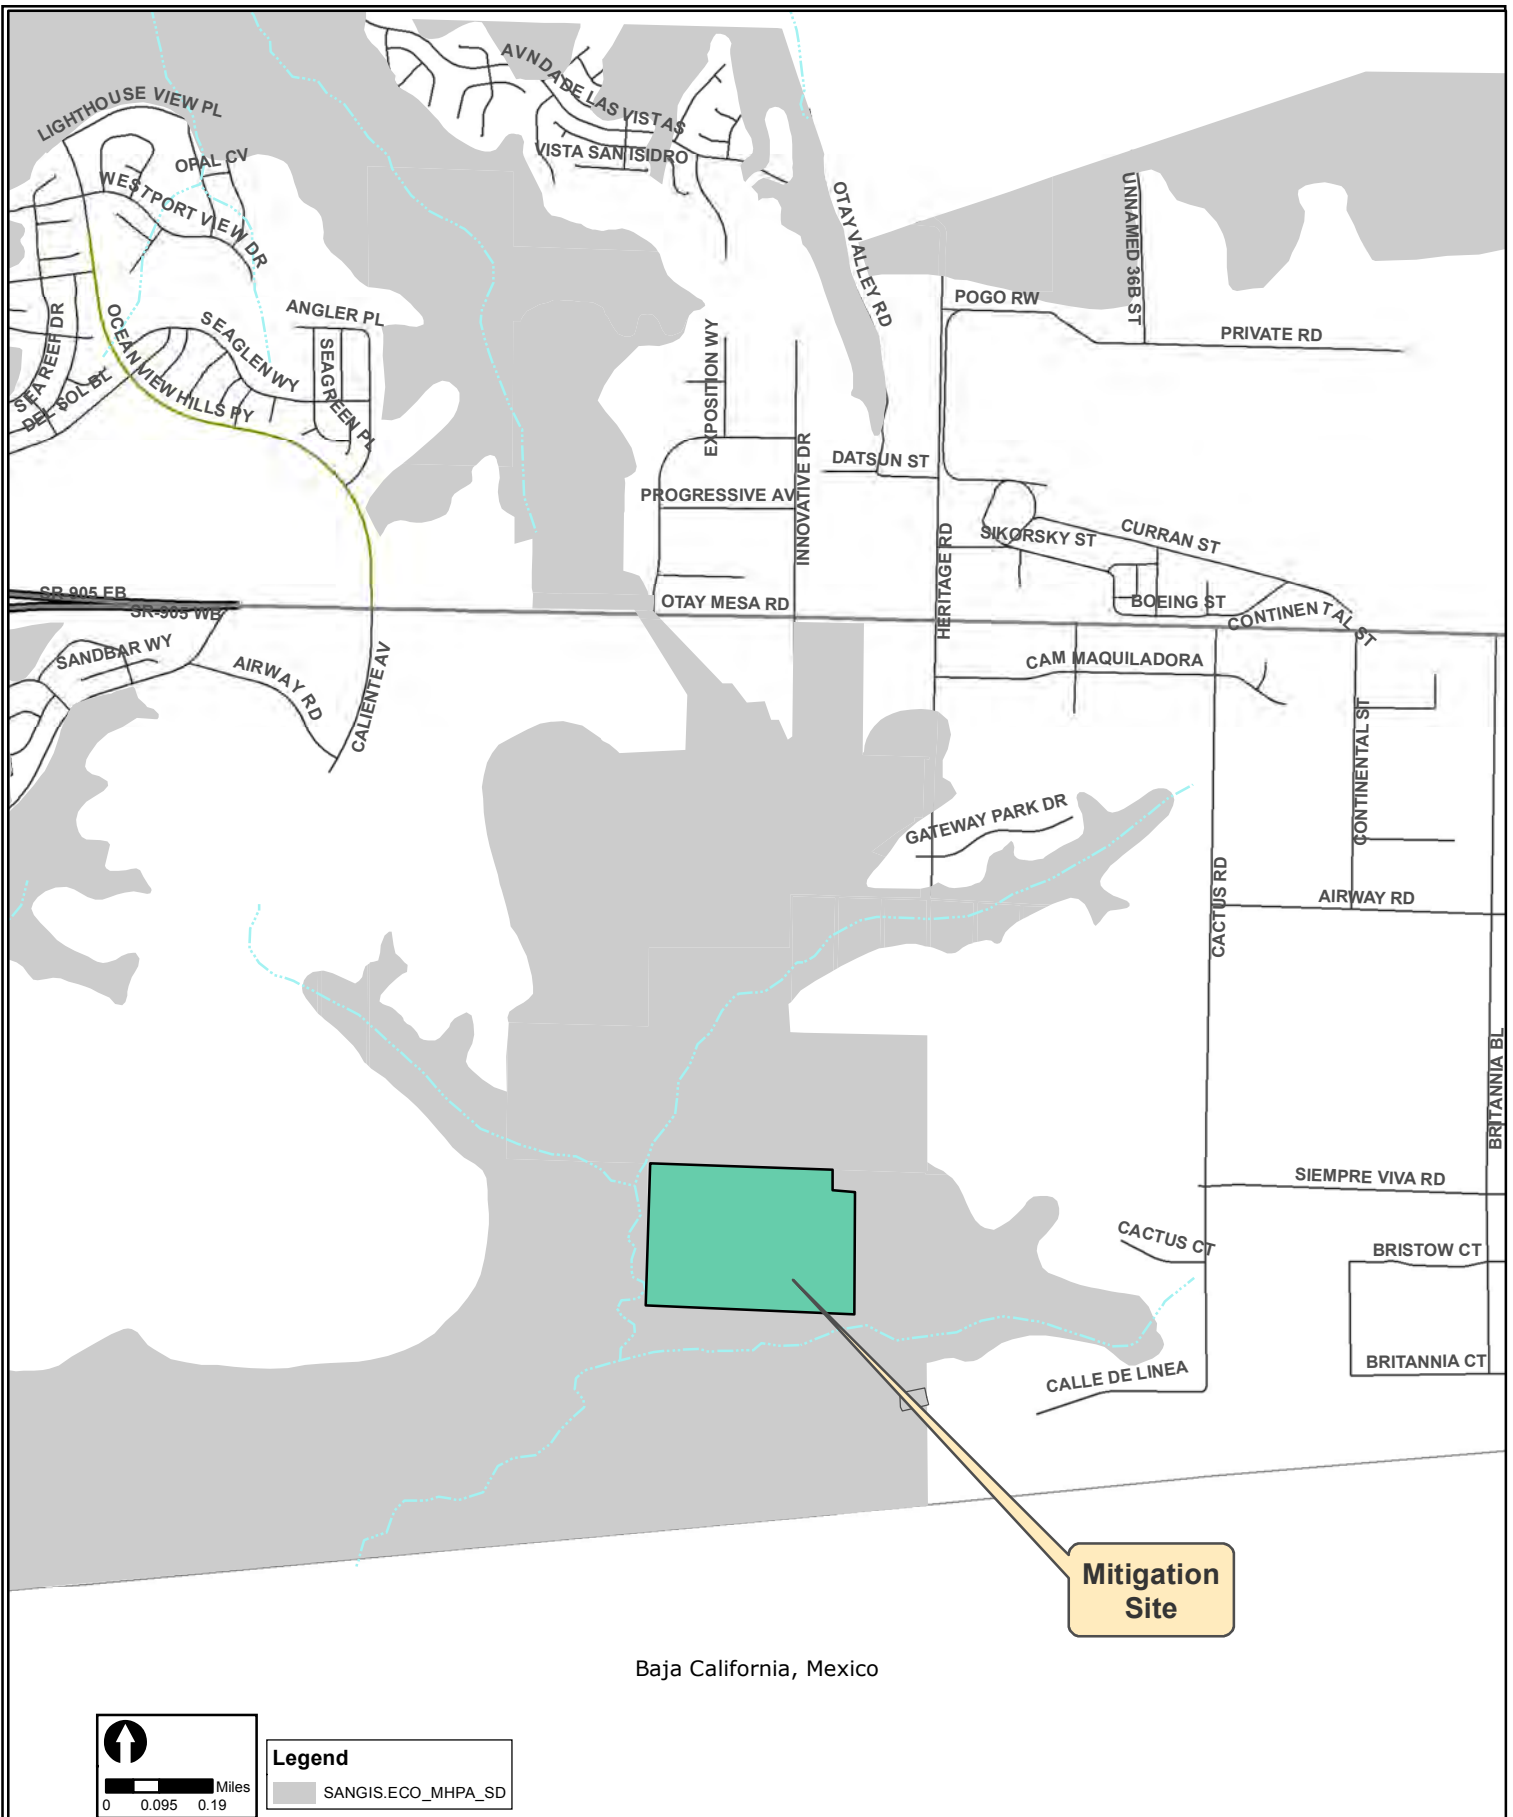 AVNDA DE LAS VISTAS
LIGHTHOUSE VIEW PL
OPAL CV
VISTA SAN ISIDRO
WESTPORT VIEW DR
OTAY VALLEY RD
UNNAMED 36B ST
POGO RW
PRIVATE RD
ANGLER PL
SEA REEF DR
OCEAN VIEW HILLS PY
SEAGLEN WY
SEAGREEN PL
DEL SOL BL
EXPOSITION WY
INNOVATIVE DR
DATSUN ST
PROGRESSIVE AV
HERITAGE RD
SIKORSKY ST
CURRAN ST
SR-905 EB
SR-905 WB
OTAY MESA RD
BOEING ST
CONTINENTAL ST
SANDBAR WY
AIRWAY RD
CALIENTE AV
CAM MAQUILADORA
CONTINENTAL ST
GATEWAY PARK DR
CACTUS RD
AIRWAY RD
BRITANNIA BL
SIEMPRE VIVA RD
CACTUS CT
BRISTOW CT
CALLE DE LINEA
BRITANNIA CT
Mitigation
Site
Baja California, Mexico
Miles
0 0.095 0.19
Legend
SANGIS.ECO_MHPA_SD